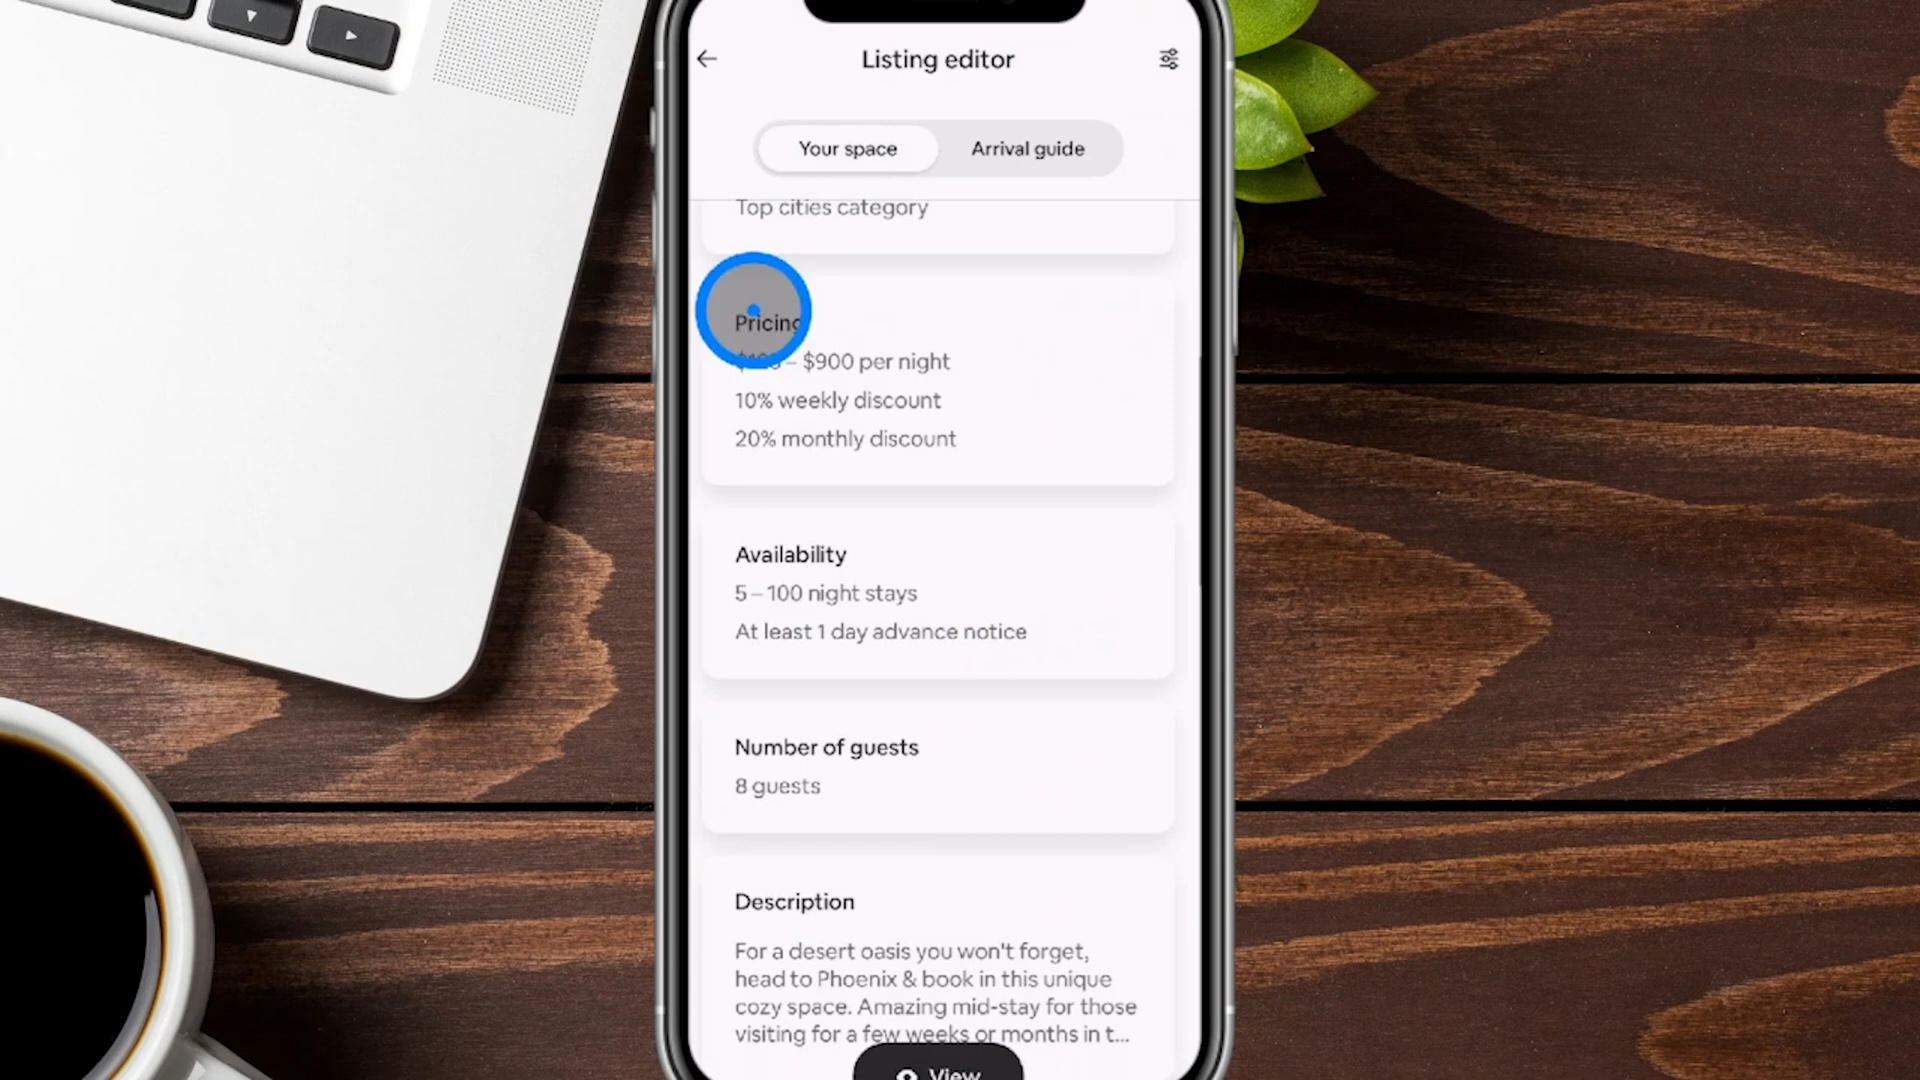 Listing editor
Your space
Arrival guide
Top cities category
Pricing
– $900 per night
10% weekly discount
20% monthly discount
Availability
5 – 100 night stays
At least 1 day advance notice
Number of guests
8 guests
Description
For a desert oasis you won't forget,
head to Phoenix & book in this unique
cozy space. Amazing mid-stay for those
visiting for a few weeks or months in t...
View